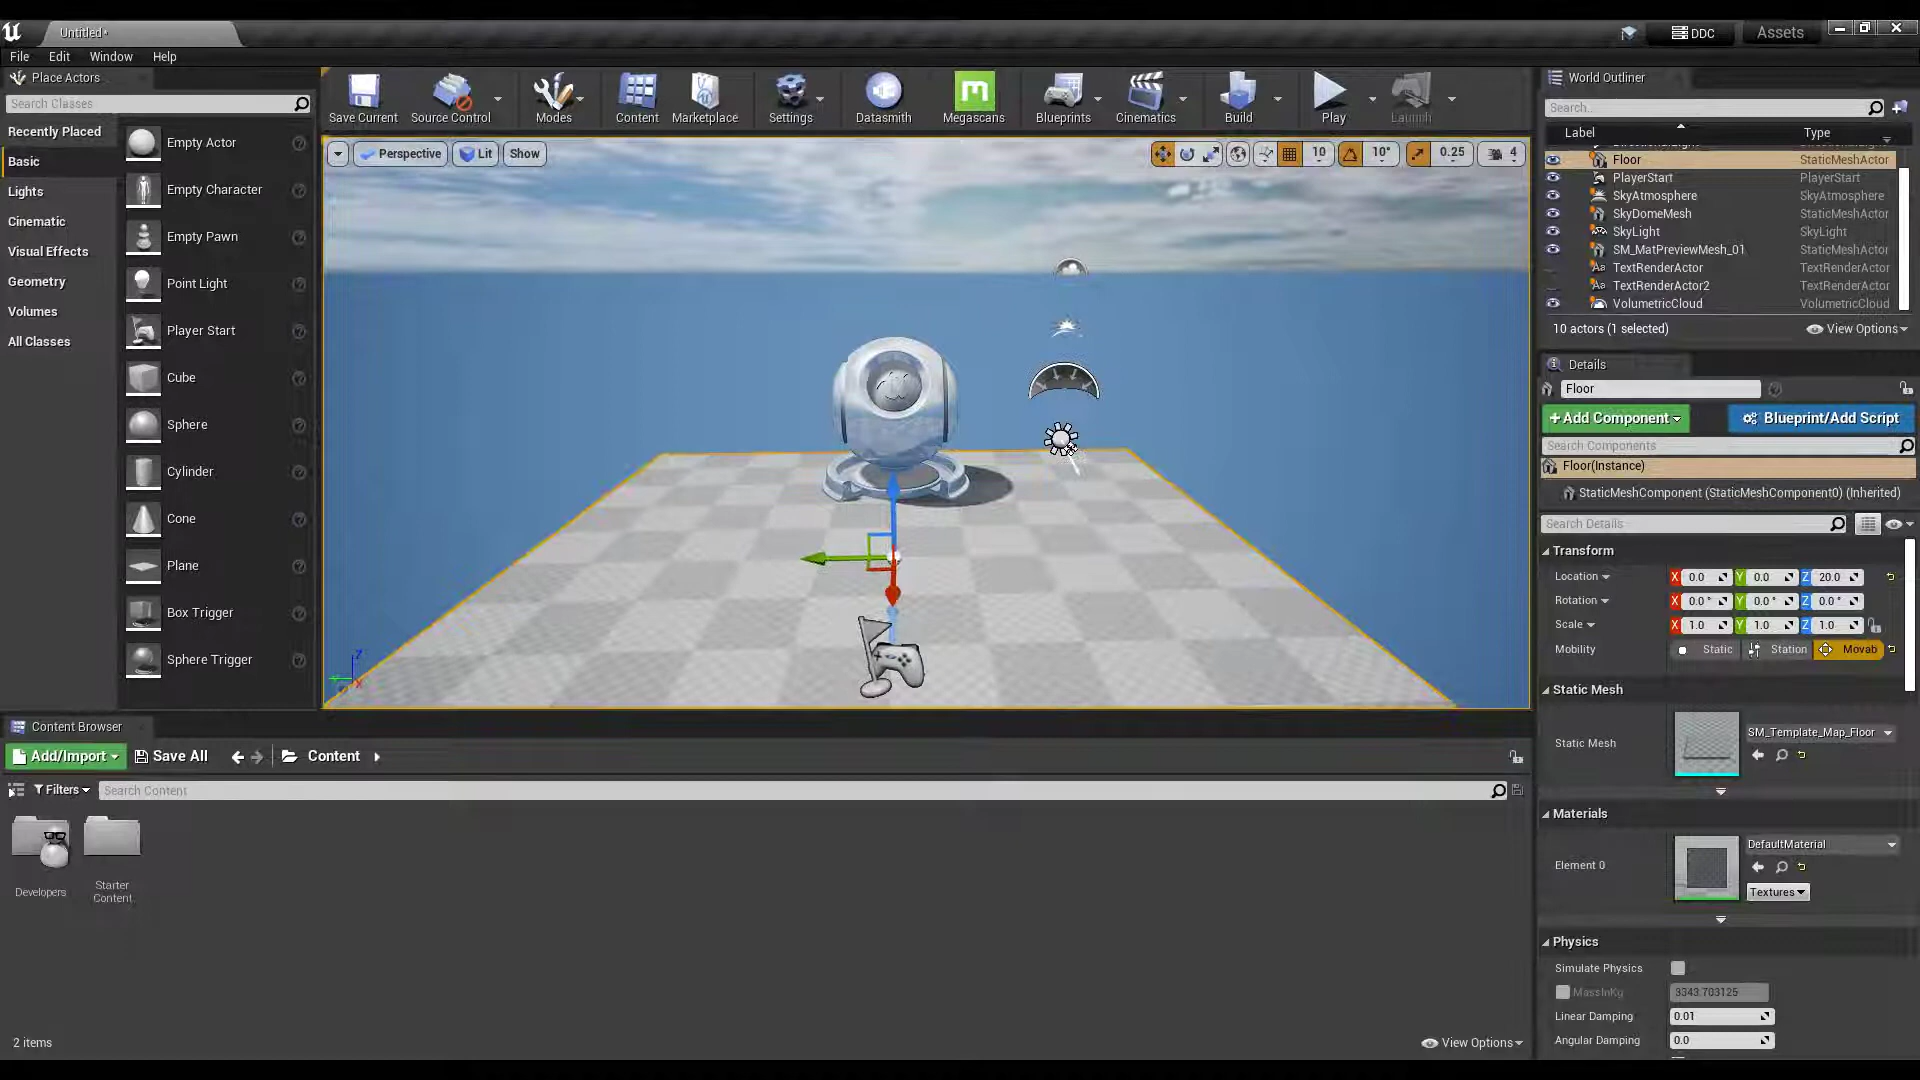 Untitled*
DDC
Assets
File
Edit
Window
Help
Place Actors
Search Classes
Recently Placed
Basic
Lights
Cinematic
Visual Effects
Geometry
Volumes
All Classes
Empty Actor
Empty Character
Empty Pawn
Point Light
Player Start
Cube
Sphere
Cylinder
Cone
Plane
Box Trigger
Sphere Trigger
Save Current
Source Control
Modes
Content
Marketplace
Settings
Datasmith
Megascans
Blueprints
Cinematics
Build
Play
Launch
Perspective
Lit
Show
10
10°
0.25
4
Z
X
World Outliner
Search...
Label
Type
Floor
StaticMeshActor
PlayerStart
PlayerStart
SkyAtmosphere
SkyAtmosphere
SkyDomeMesh
StaticMeshActor
SkyLight
SkyLight
SM_MatPreviewMesh_01
StaticMeshActor
TextRenderActor
TextRenderActor
TextRenderActor2
TextRenderActor
VolumetricCloud
VolumetricCloud
10 actors (1 selected)
View Options
Details
Floor
+Add Component
Blueprint/Add Script
Search Components
Floor(Instance)
StaticMeshComponent (StaticMeshComponent0) (Inherited)
Search Details
Transform
Location
X 0.0 Y 0.0 Z 20.0
Rotation
X 0.0 ° Y 0.0 ° Z 0.0 °
Scale
X 1.0 Y 1.0 Z 1.0
Mobility
Static
Station
Movab
Static Mesh
Static Mesh
SM_Template_Map_Floor
Materials
Element 0
DefaultMaterial
Textures
Physics
Simulate Physics
MassInKg
3343.703125
Linear Damping
0.01
Angular Damping
0.0
Content Browser
Add/Import
Save All
Content
Filters
Search Content
Developers
Starter
Content
2 items
View Options